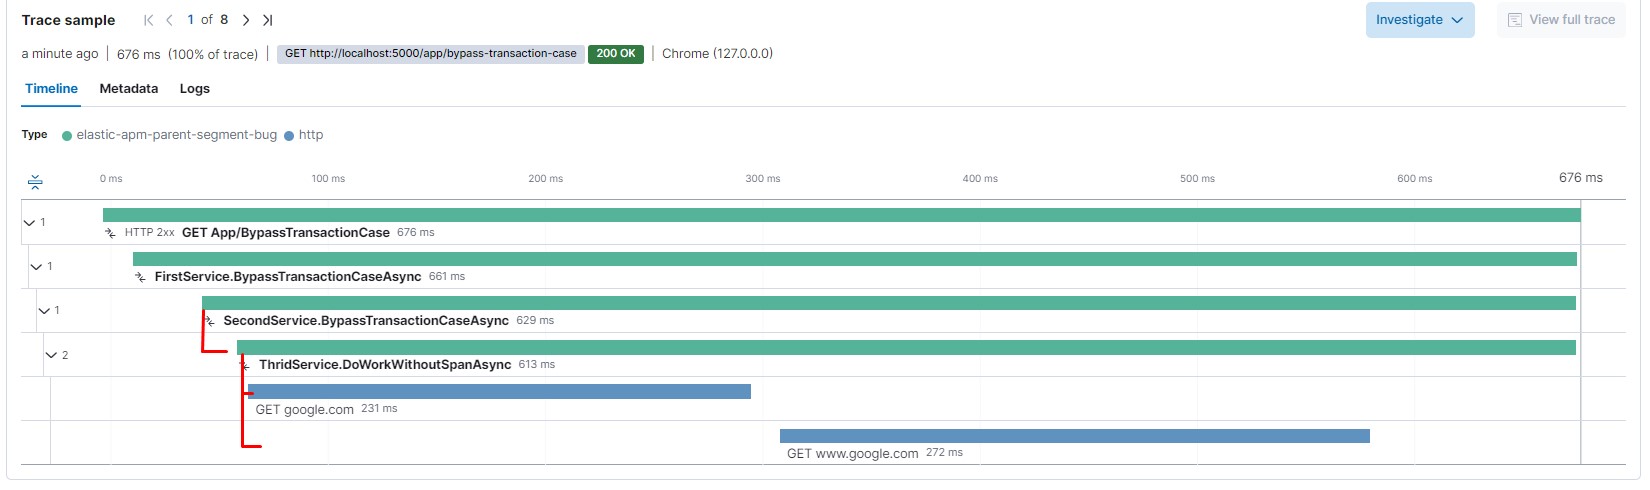 Trace sample 1 of 8 Investigate View full trace
a minute ago 676 ms (100% of trace) GET http://localhost:5000/app/bypass-transaction-case 200 OK Chrome (127.0.0.0)
Timeline Metadata Logs
Type elastic-apm-parent-segment-bug http
0 ms 100 ms 200 ms 300 ms 400 ms 500 ms 600 ms 676 ms
1
HTTP 2xx GET App/BypassTransactionCase 676 ms
1
FirstService.BypassTransactionCaseAsync 661 ms
1
SecondService.BypassTransactionCaseAsync 629 ms
2
ThridService.DoWorkWithoutSpanAsync 613 ms
GET google.com 231 ms
GET www.google.com 272 ms